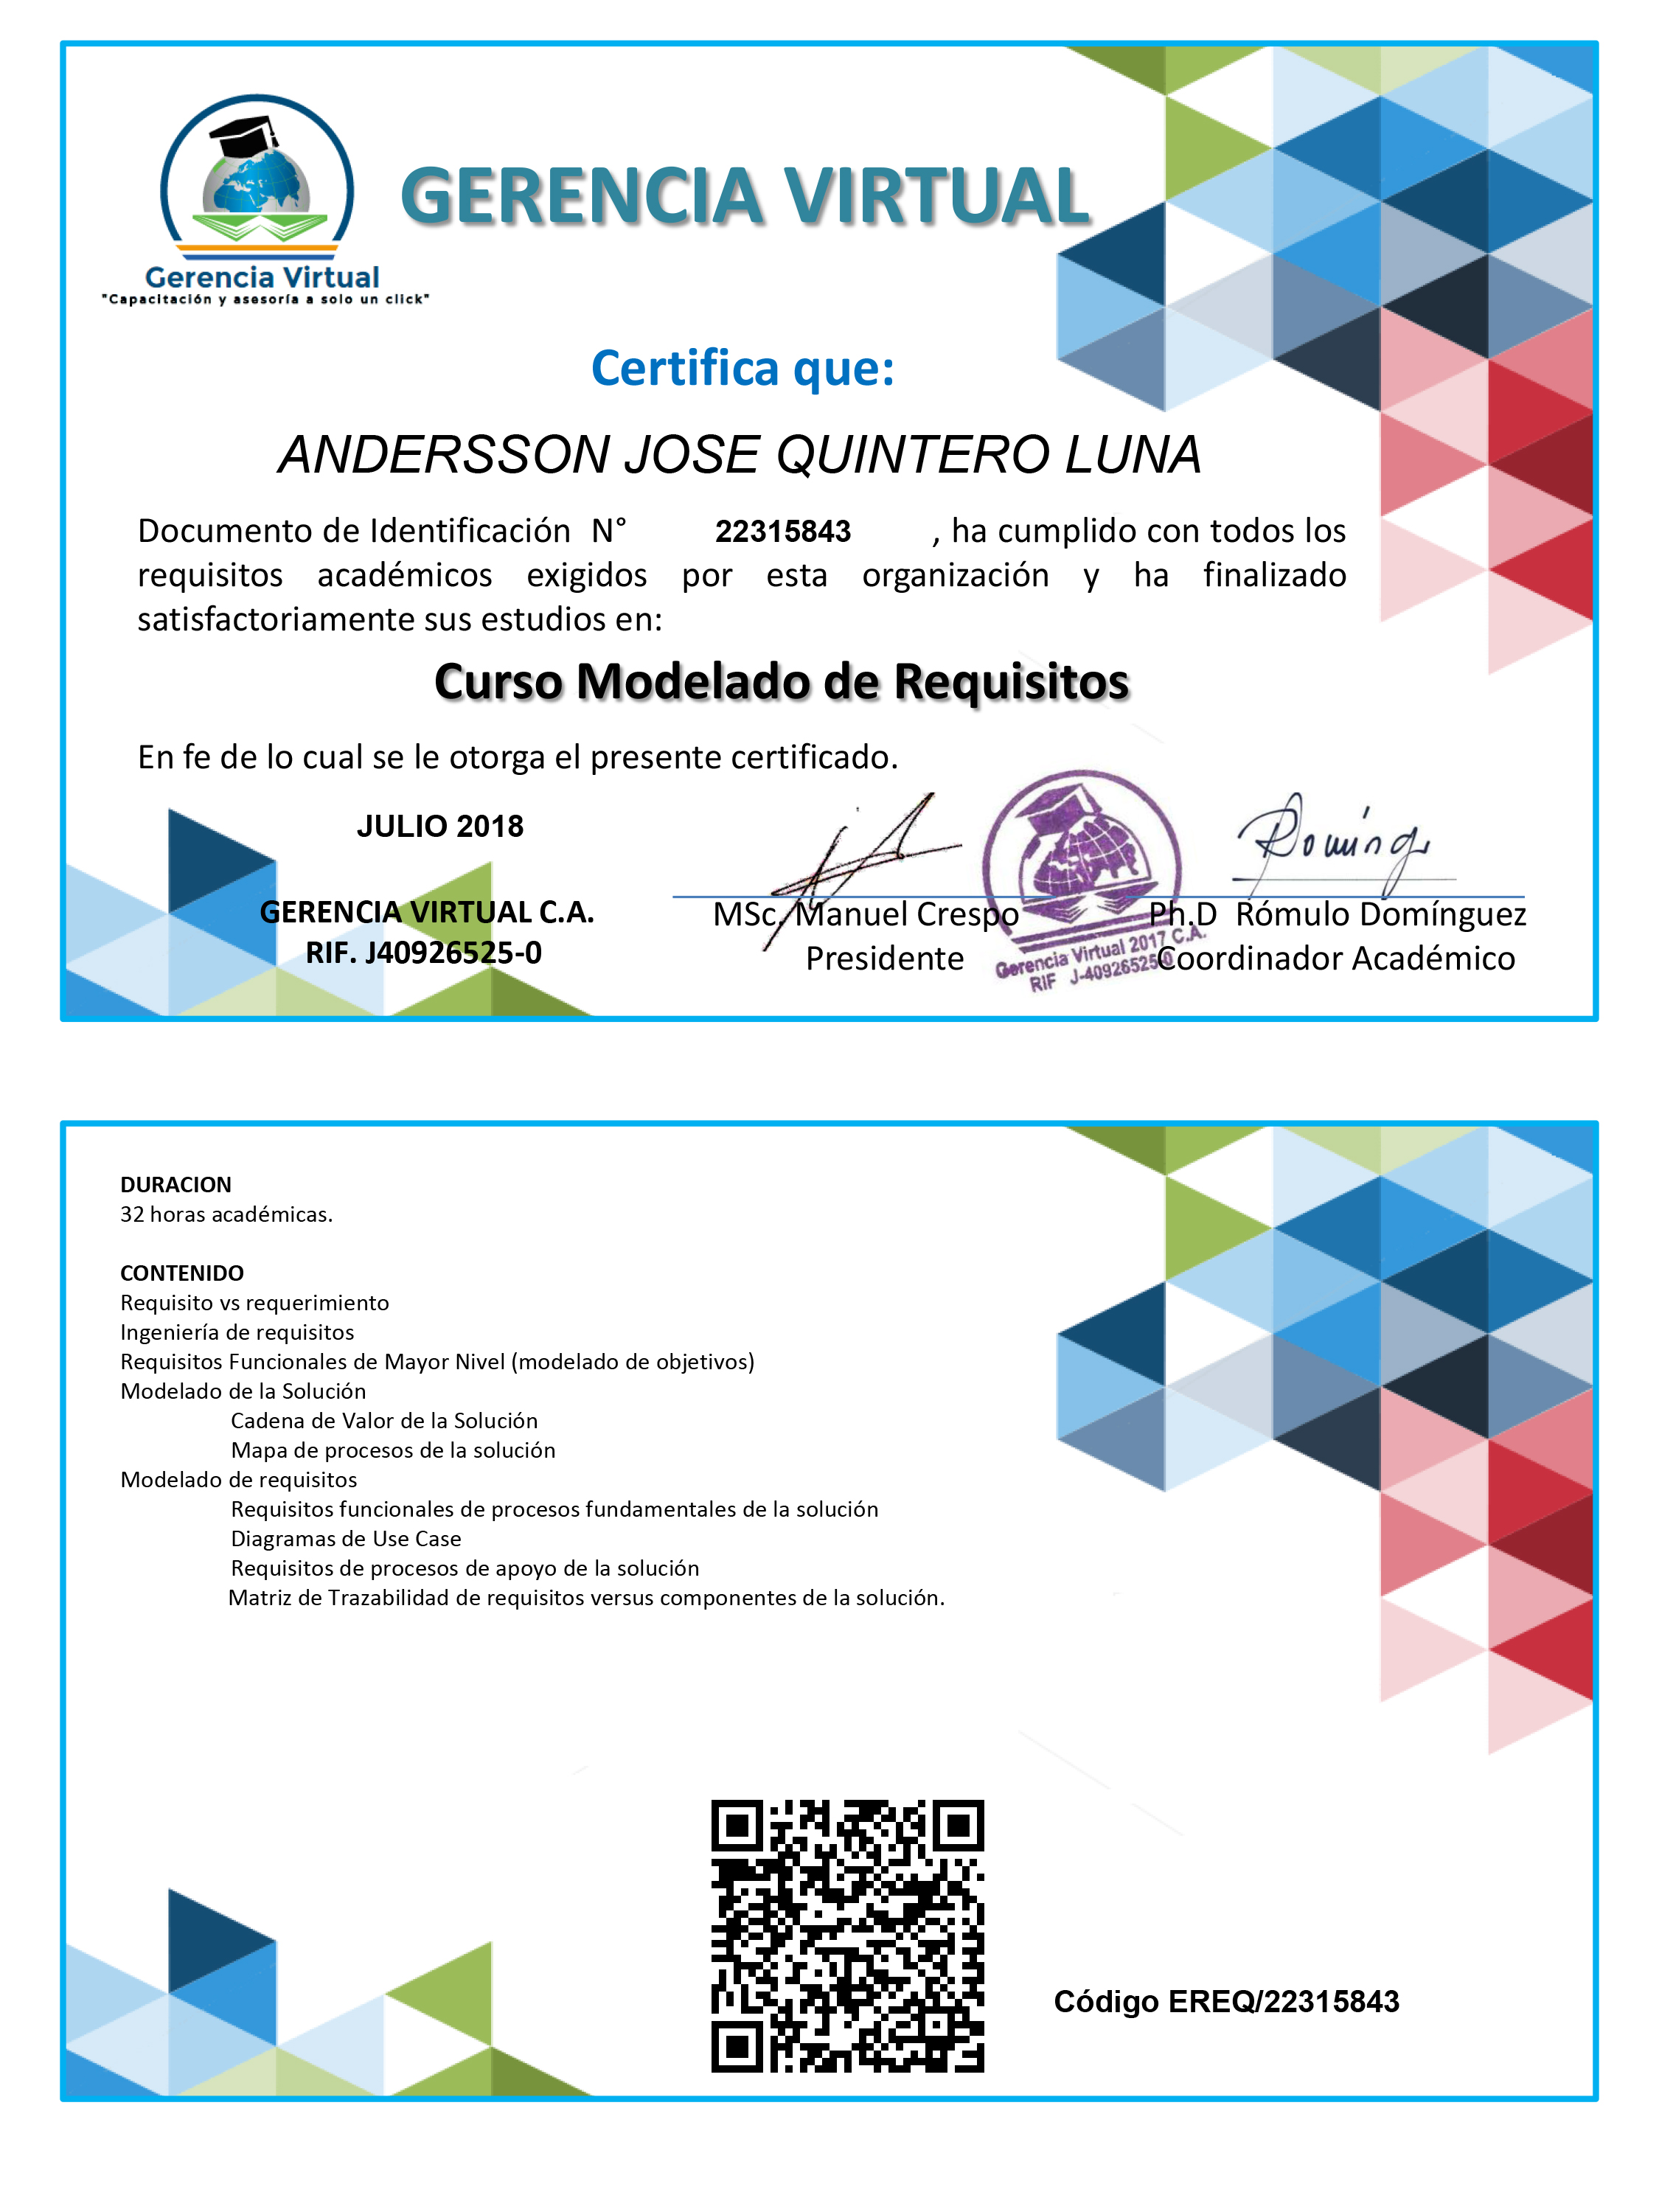 GERENCIA VIRTUAL
Gerencia Virtual
"Capacitación y asesoría a solo un click"
Certifica que:
ANDERSSON JOSE QUINTERO LUNA
Documento de Identificación N° 22315843 , ha cumplido con todos los
requisitos académicos exigidos por esta organización y ha finalizado
satisfactoriamente sus estudios en:
Curso Modelado de Requisitos
En fe de lo cual se le otorga el presente certificado.
JULIO 2018
GERENCIA VIRTUAL C.A.
RIF. J40926525-0
Doming
MSc. Manuel Crespo
Presidente
Gerencia Virtual 2017 C.A.
RIF J-40926525-0
Ph.D Rómulo Domínguez
Coordinador Académico
DURACION
32 horas académicas.
CONTENIDO
Requisito vs requerimiento
Ingeniería de requisitos
Requisitos Funcionales de Mayor Nivel (modelado de objetivos)
Modelado de la Solución
Cadena de Valor de la Solución
Mapa de procesos de la solución
Modelado de requisitos
Requisitos funcionales de procesos fundamentales de la solución
Diagramas de Use Case
Requisitos de procesos de apoyo de la solución
Matriz de Trazabilidad de requisitos versus componentes de la solución.
Código EREQ/22315843